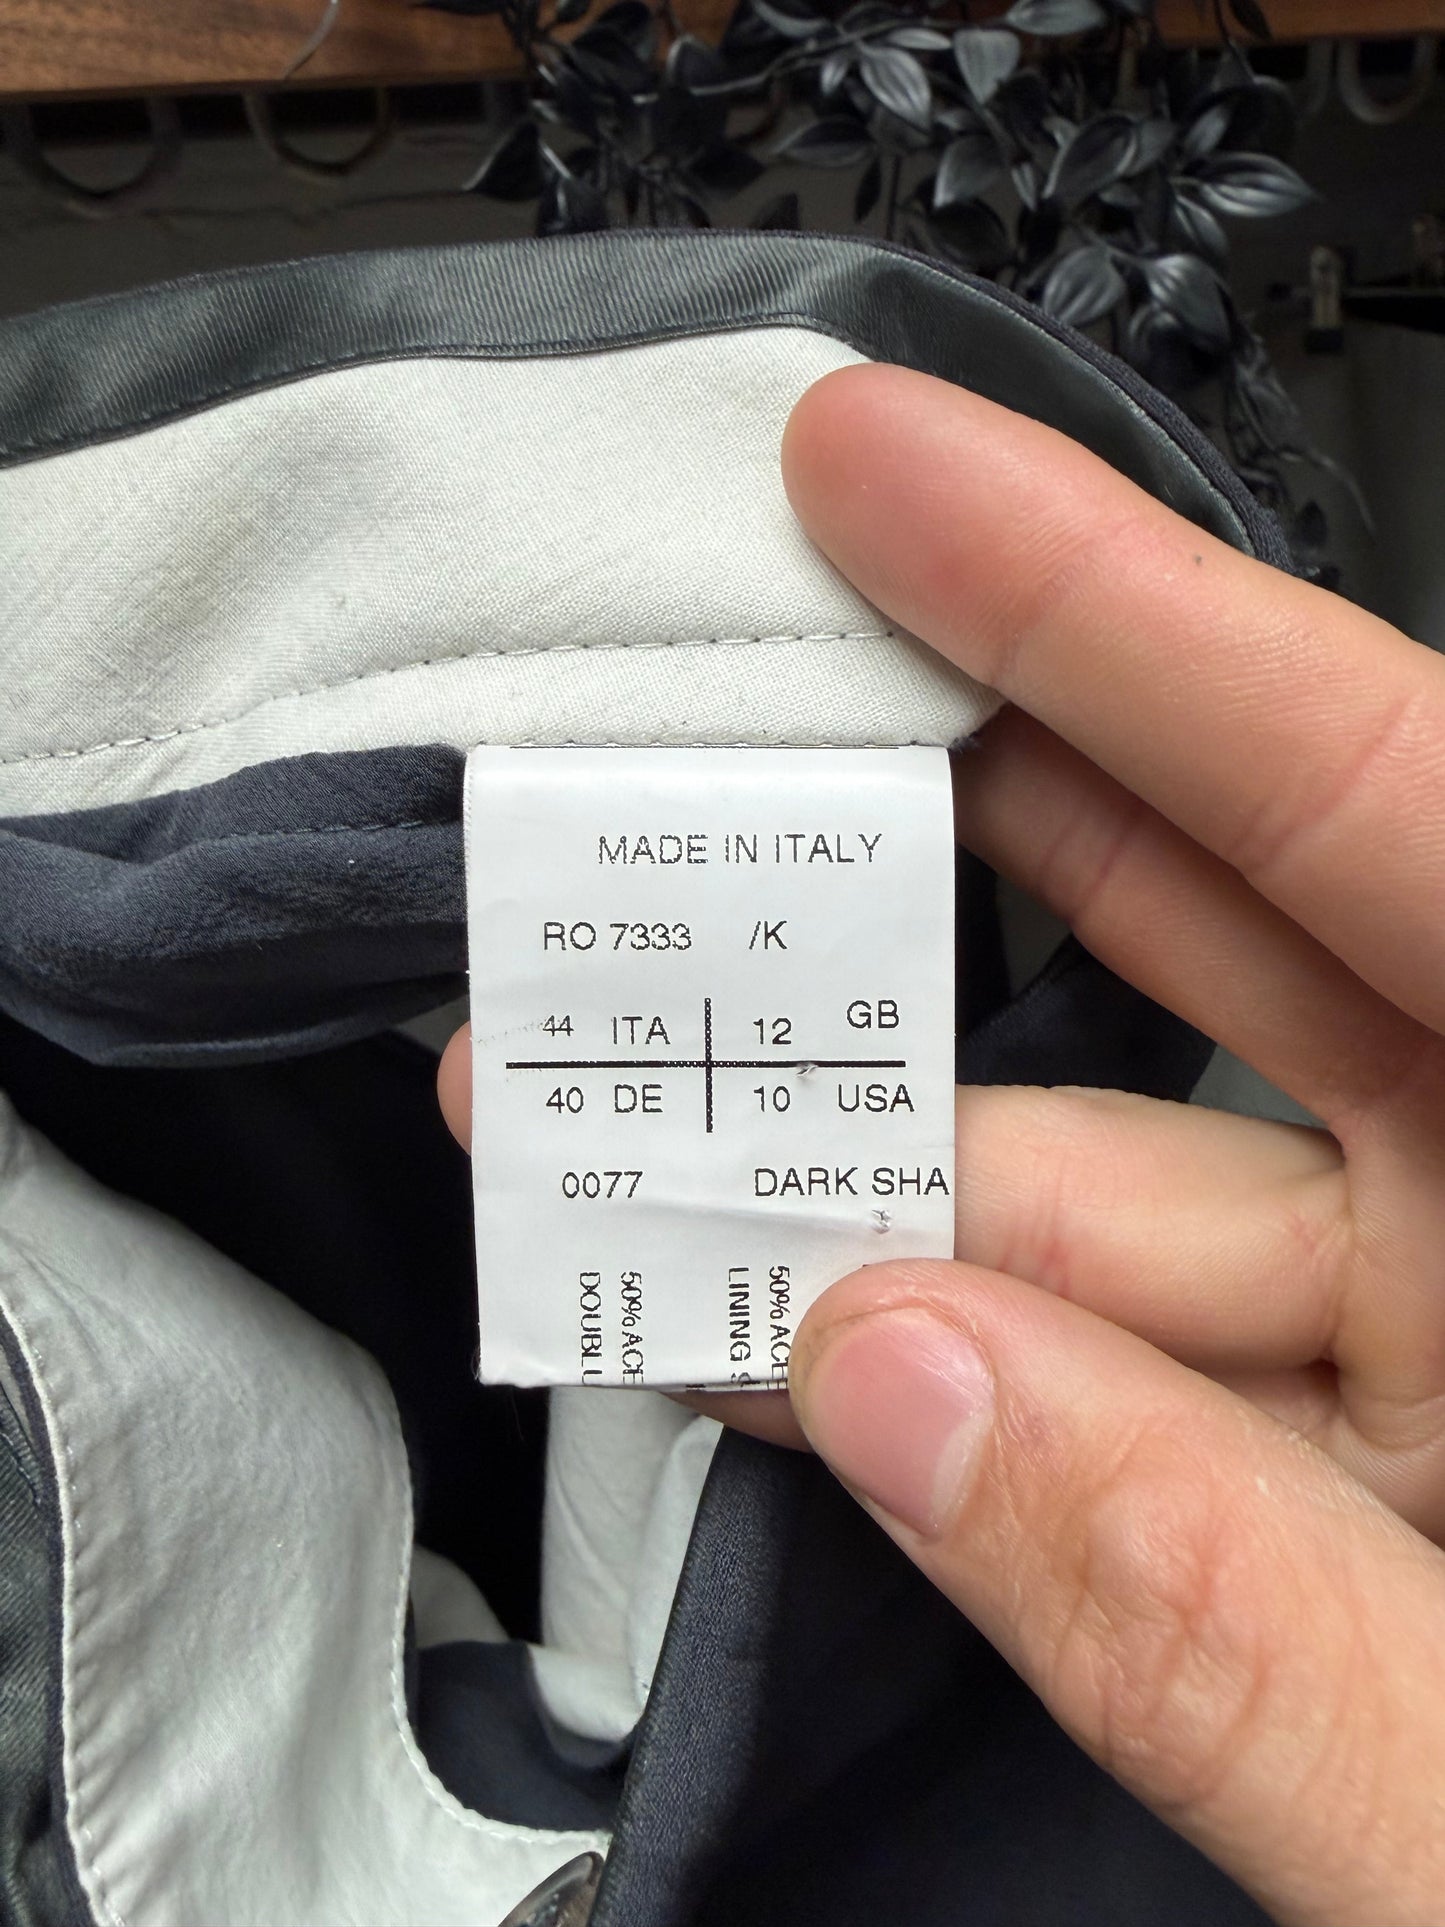 MADE IN ITALY
RO 7333 /K
44 ITA 12 GB
40 DE 10 USA
0077 DARK SHA
50% ACE
LINING
50% ACE